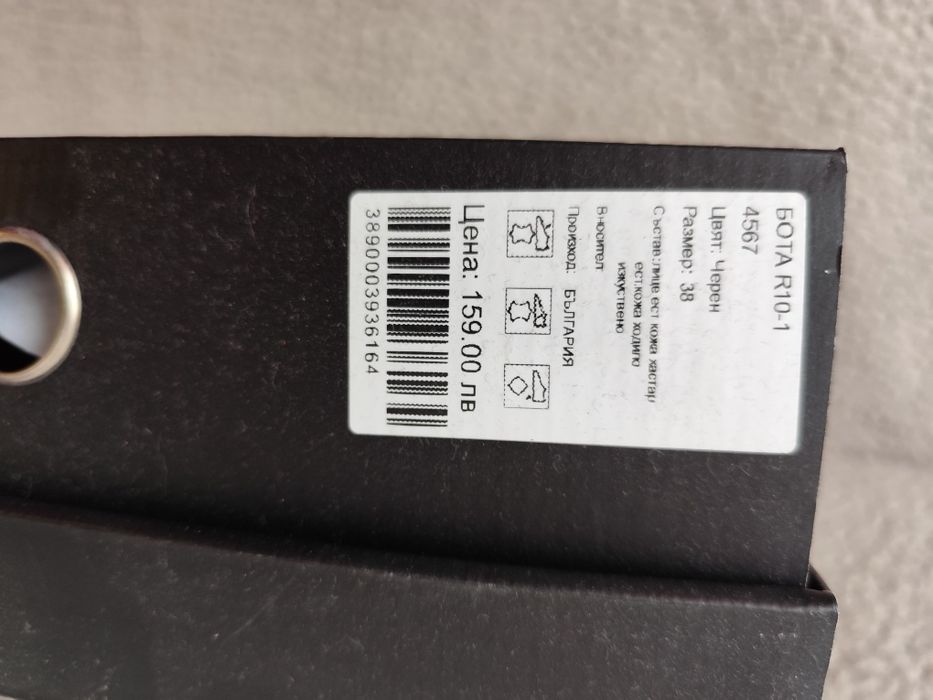 БОТА R10-1
4567
Цвят: Черен
Размер: 38
Състав:лице ест кожа хастар
ест.кожа ходило
изкуствено
Вносител
Произход: БЪЛГАРИЯ
Цена: 159.00 лв
3890003936164